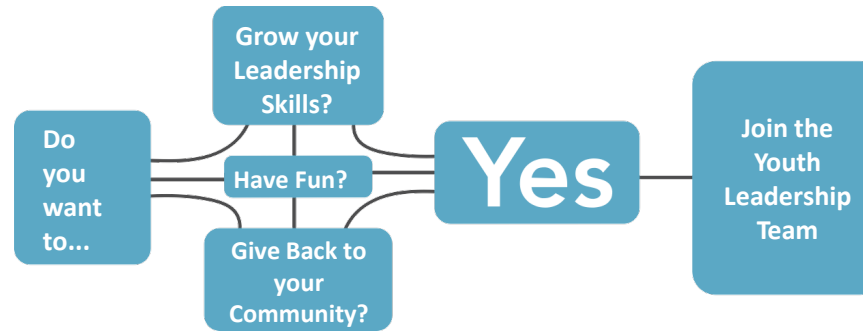 Do
you
want
to...
Grow your
Leadership
Skills?
Have Fun?
Give Back to
your
Community?
Yes
Join the
Youth
Leadership
Team